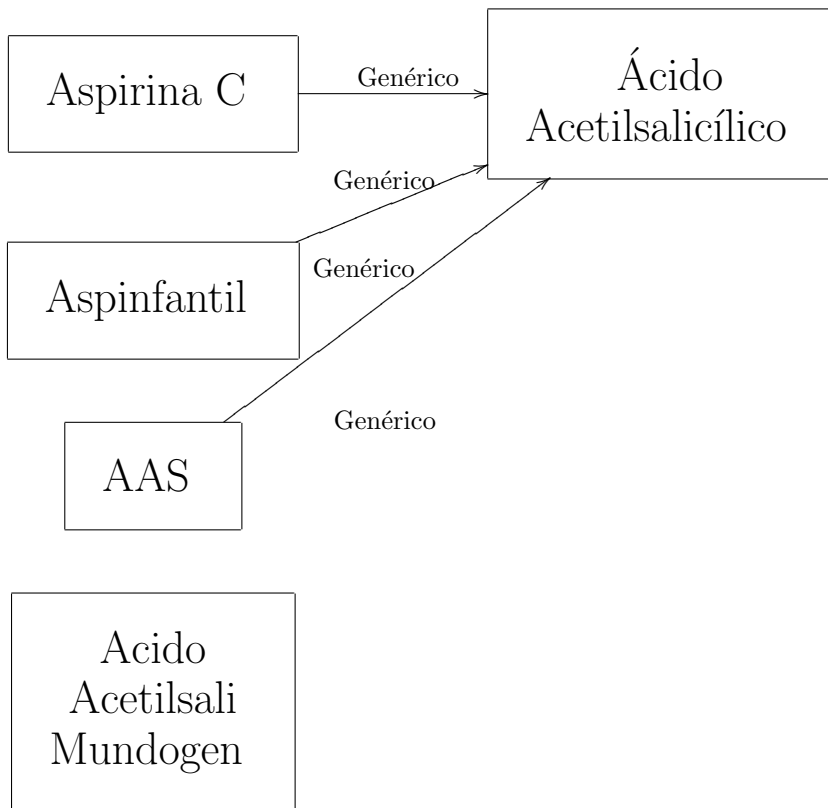 Aspirina C
Genérico
Ácido
Acetilsalicílico
Genérico
Aspinfantil
Genérico
Genérico
AAS
Acido
Acetilsali
Mundogen